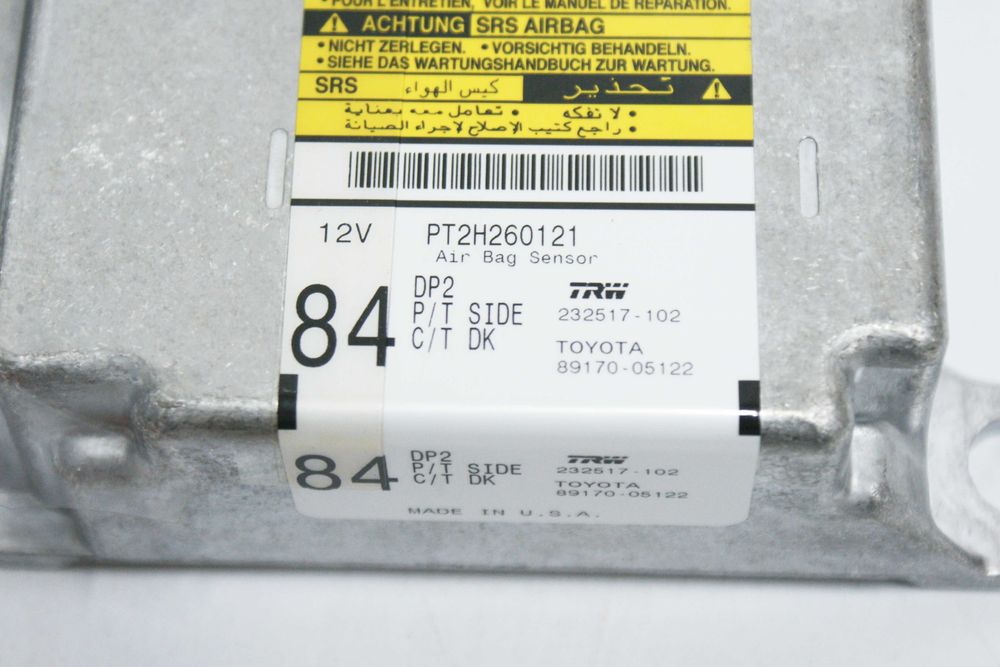 • POUR L'ENTRETIEN, VOIR LE MANUEL DE RÉPARATION.
ACHTUNG SRS AIRBAG
• NICHT ZERLEGEN. • VORSICHTIG BEHANDELN.
• SIEHE DAS WARTUNGSHANDBUCH ZUR WARTUNG.
تحذير كيس الهواء SRS
• لا تفكه • تعامل معه بعناية
• راجع كتيب الإصلاح لإجراء الصيانة
12V PT2H260121
Air Bag Sensor
84
DP2 TRW
P/T SIDE 232517-102
C/T DK TOYOTA
89170-05122
84
DP2 TRW
P/T SIDE 232517-102
C/T DK TOYOTA
89170-05122
MADE IN U.S.A.